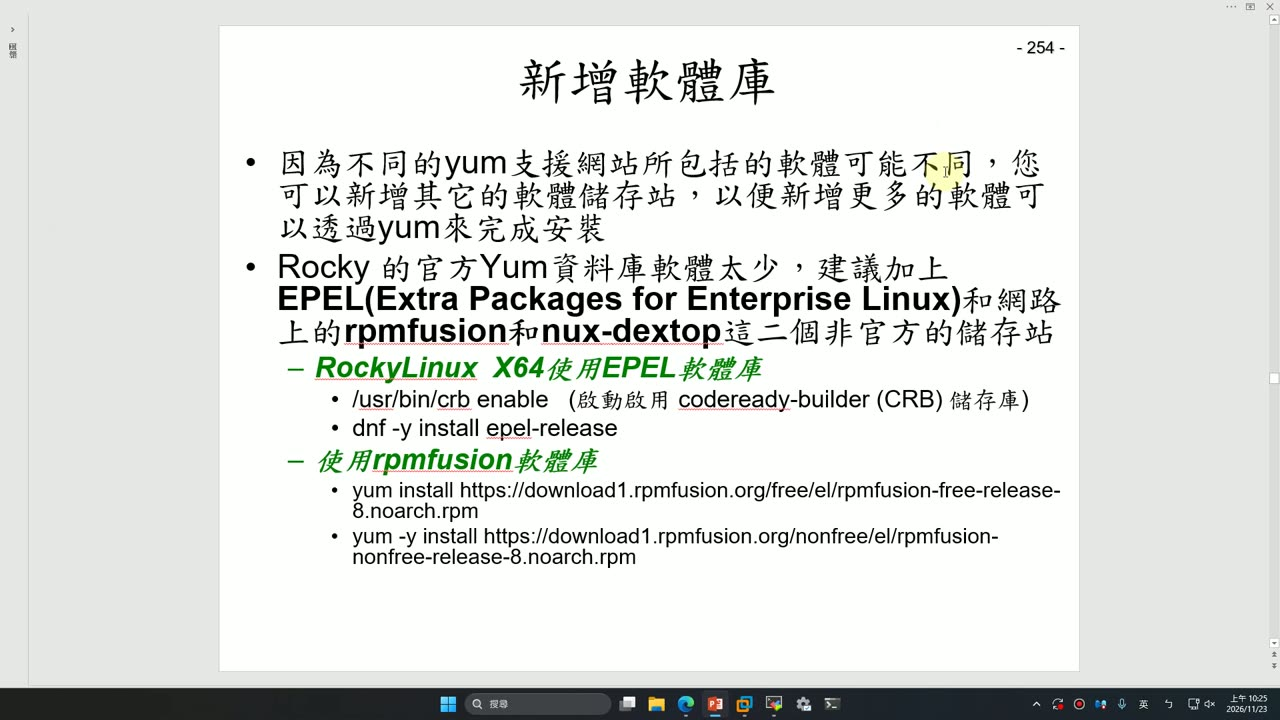 - 254 -
新增軟體庫
• 因為不同的yum支援網站所包括的軟體可能不同，您
可以新增其它的軟體儲存站，以便新增更多的軟體可
以透過yum來完成安裝
• Rocky 的官方Yum資料庫軟體太少，建議加上
EPEL(Extra Packages for Enterprise Linux)和網路
上的rpmfusion和nux-dextop這二個非官方的儲存站
– RockyLinux X64使用EPEL軟體庫
• /usr/bin/crb enable (啟動啟用 codeready-builder (CRB) 儲存庫)
• dnf -y install epel-release
– 使用rpmfusion軟體庫
• yum install https://download1.rpmfusion.org/free/el/rpmfusion-free-release-
8.noarch.rpm
• yum -y install https://download1.rpmfusion.org/nonfree/el/rpmfusion-
nonfree-release-8.noarch.rpm
搜尋
英
ㄅ
上午 10:25
2026/11/23